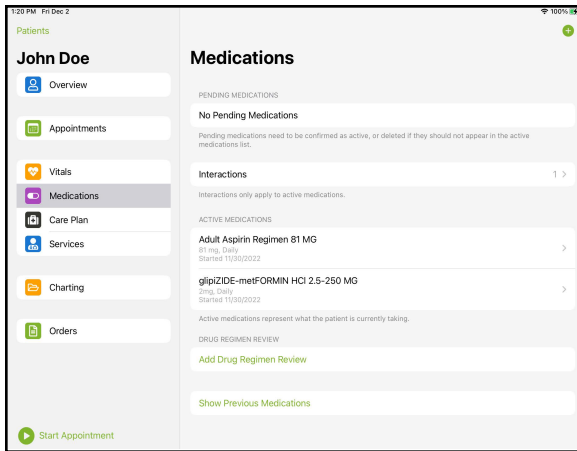 1:20 PM Fri Dec 2
100%
Patients
John Doe
Overview
Appointments
Vitals
Medications
Care Plan
Services
Charting
Orders
Start Appointment
Medications
PENDING MEDICATIONS
No Pending Medications
Pending medications need to be confirmed as active, or deleted if they should not appear in the active
medications list.
Interactions 1
Interactions only apply to active medications.
ACTIVE MEDICATIONS
Adult Aspirin Regimen 81 MG
81 mg, Daily
Started 11/30/2022
glipiZIDE-metFORMIN HCl 2.5-250 MG
2mg, Daily
Started 11/30/2022
Active medications represent what the patient is currently taking.
DRUG REGIMEN REVIEW
Add Drug Regimen Review
Show Previous Medications